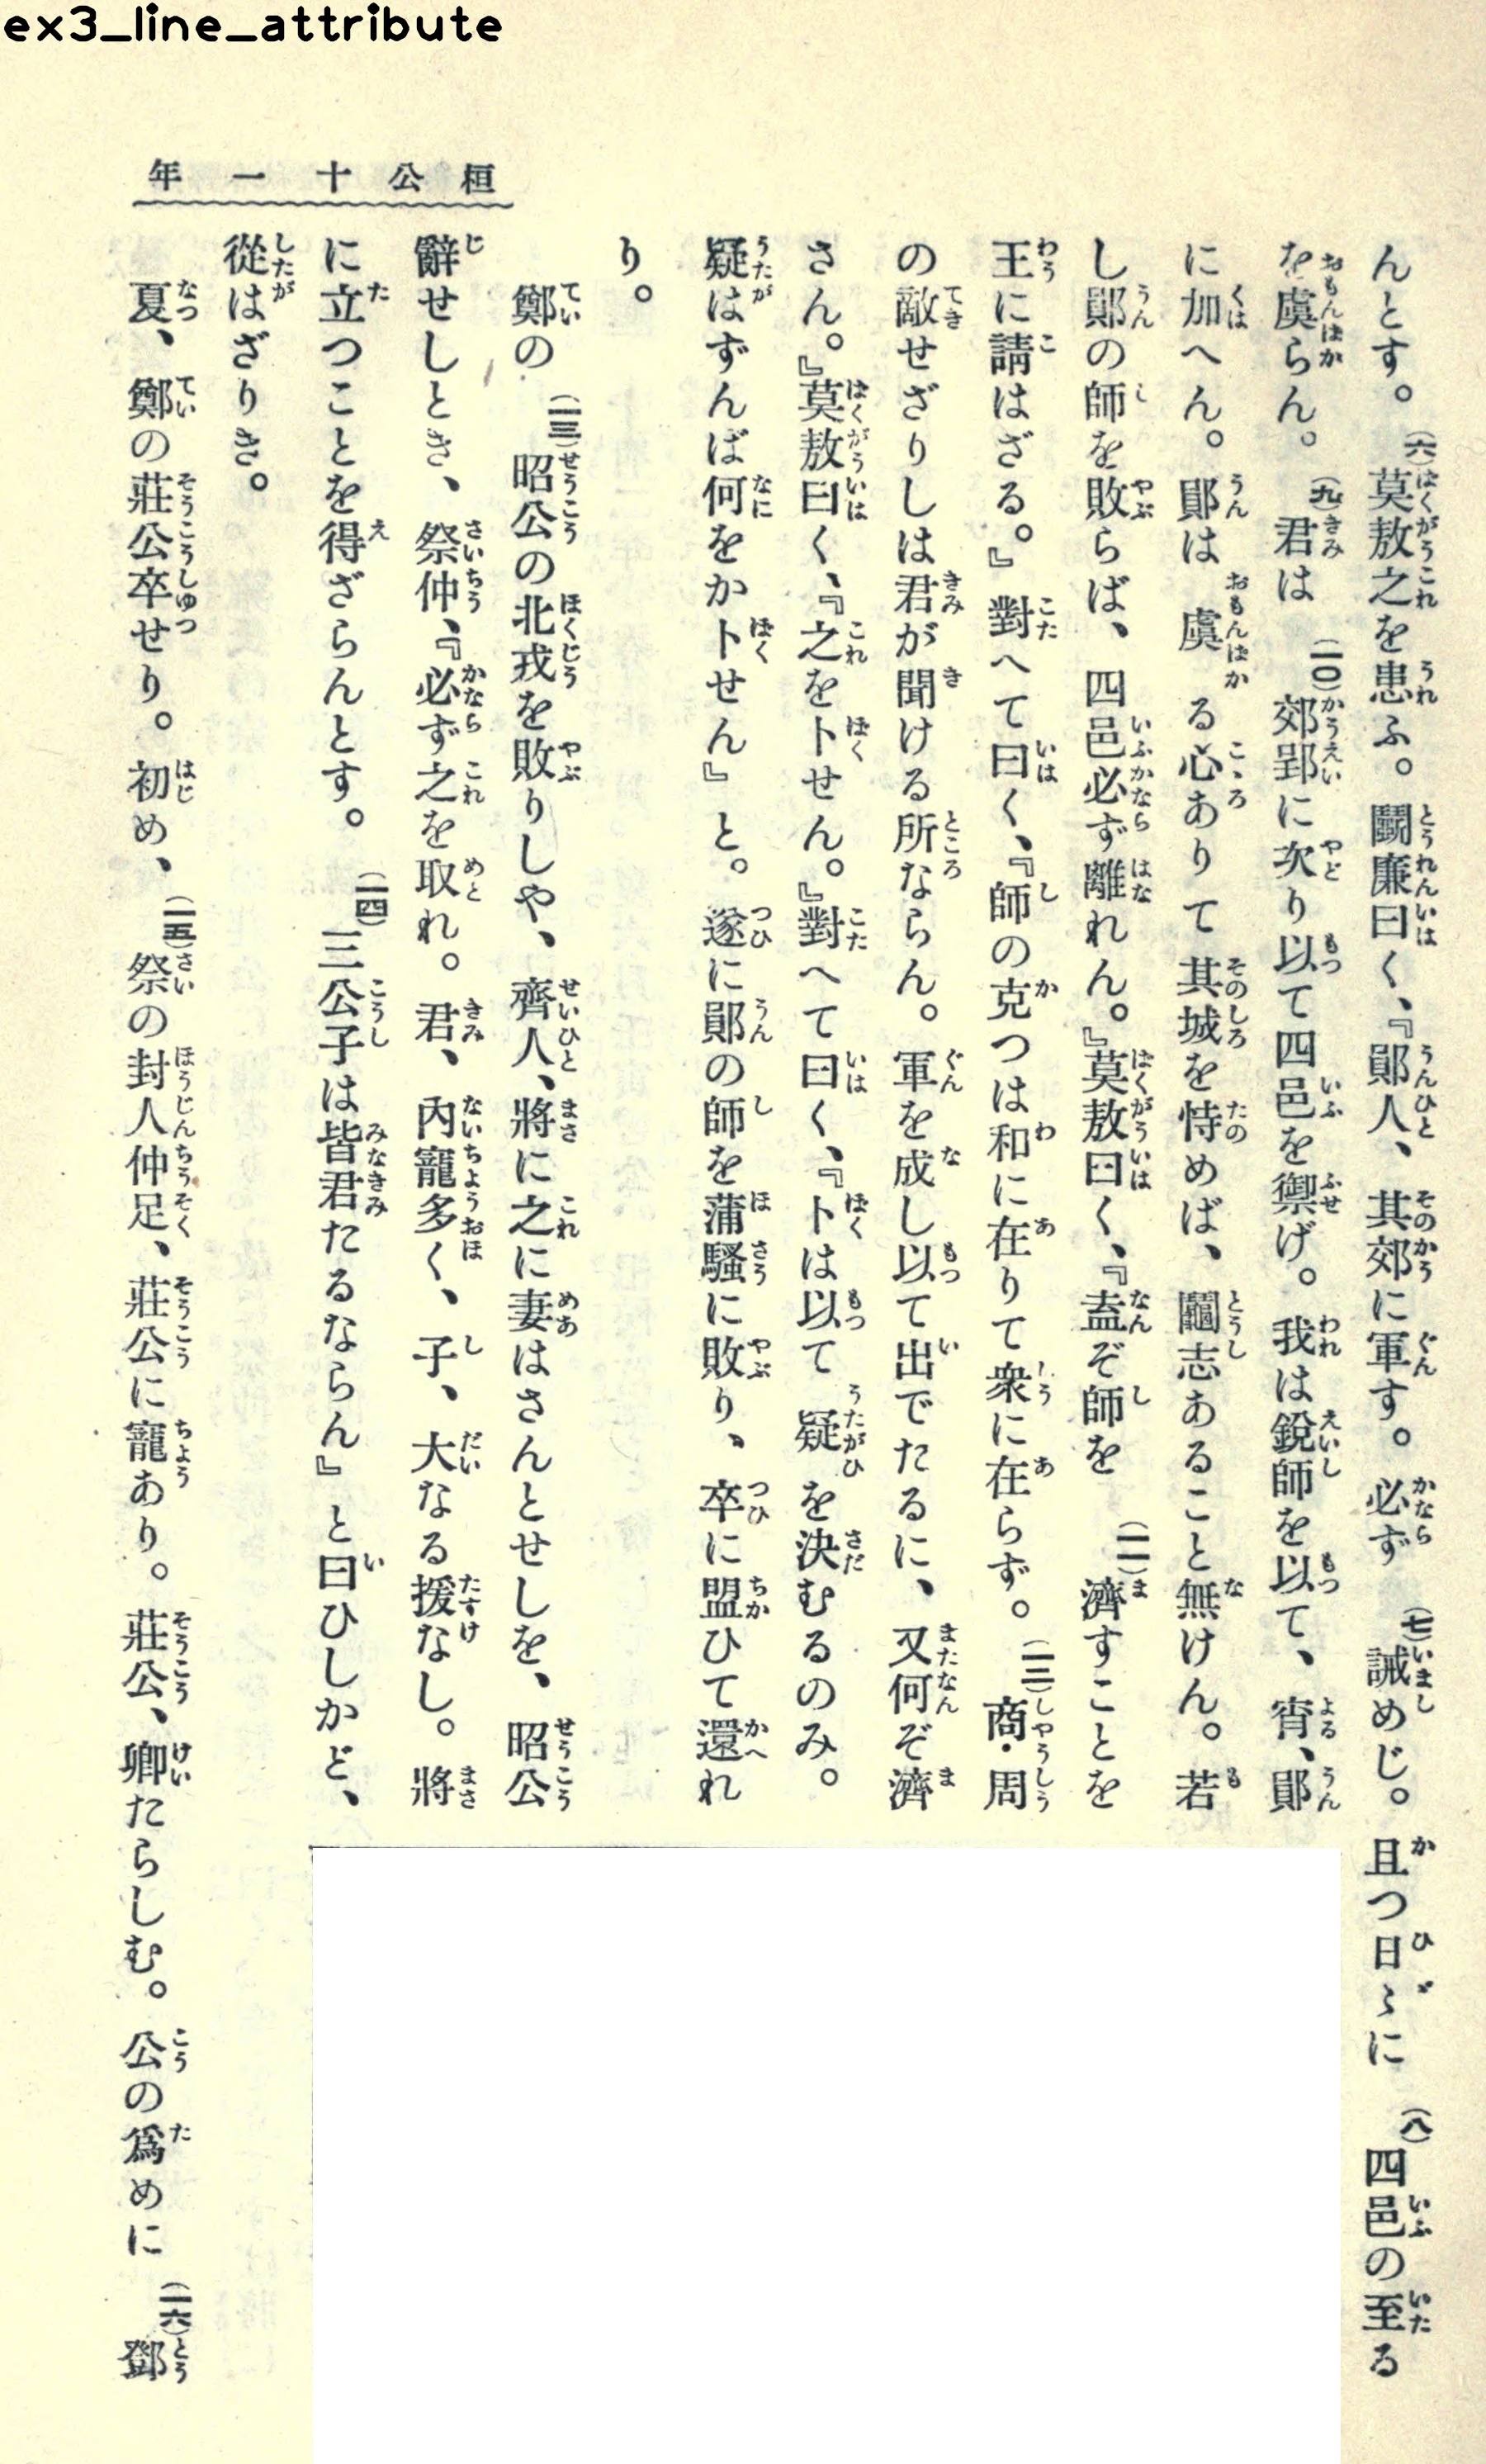 ex3_line_attribute
桓公十一年
んとす。(六)莫敖之を患ふ。鬭廉曰く、『鄖人、其郊に軍す。必ず(七)誡めじ。且つ日〻に(八)四邑の至る
を虞らん。(九)君は(一〇)郊郢に次り以て四邑を禦げ。我は銳師を以て、宵、鄖
に加へん。鄖は虞る心ありて其城を恃めば、鬭志あること無けん。若
し鄖の師を敗らば、四邑必ず離れん。』莫敖曰く、『盍ぞ師を(一一)濟すことを
王に請はざる。』對へて曰く、『師の克つは和に在りて衆に在らず。(一二)商・周
の敵せざりしは君が聞ける所ならん。軍を成し以て出でたるに、又何ぞ濟
さん。』莫敖曰く、『之を卜せん。』對へて曰く、『卜は以て疑を決むるのみ。
疑はずんば何をか卜せん』と。遂に鄖の師を蒲騷に敗り、卒に盟ひて還れ
り。
鄭の(一三)昭公の北戎を敗りしや、齊人、將に之に妻はさんとせしを、昭公
辭せしとき、祭仲、『必ず之を取れ。君、內寵多く、子、大なる援なし。將
に立つことを得ざらんとす。(一四)三公子は皆君たるならん』と曰ひしかど、
從はざりき。
夏、鄭の莊公卒せり。初め、(一五)祭の封人仲足、莊公に寵あり。莊公、卿たらしむ。公の爲めに(一六)鄧